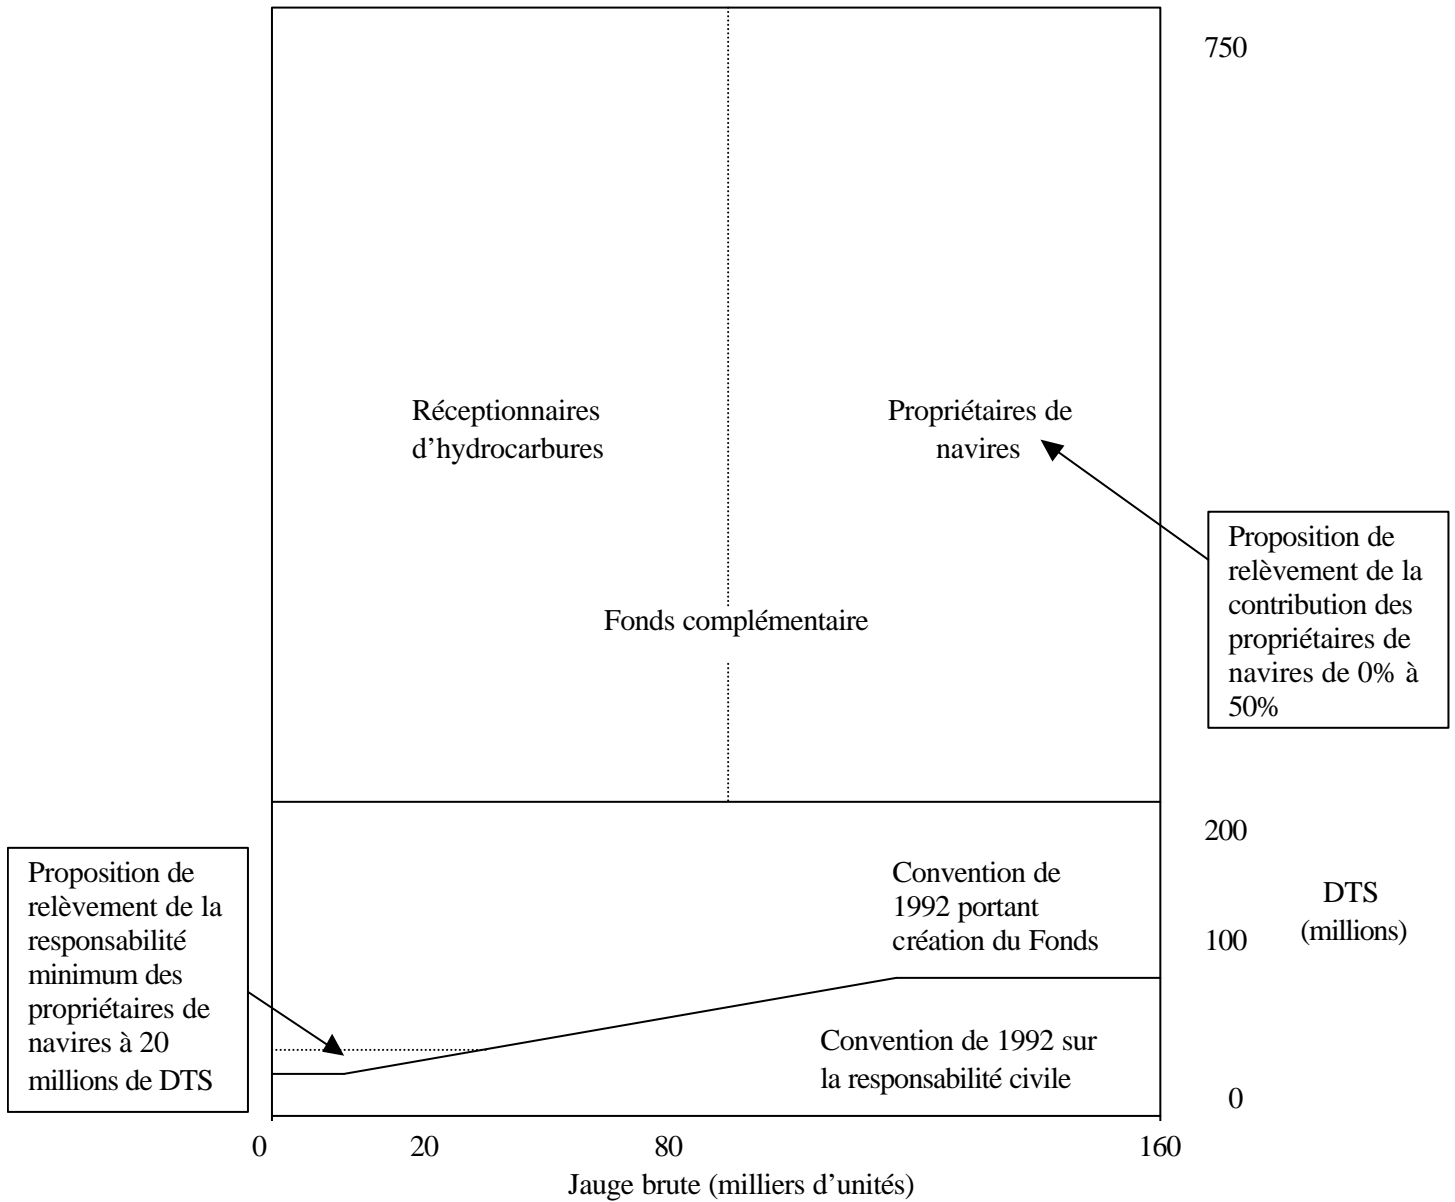 750
Réceptionnaires
d’hydrocarbures
Propriétaires de
navires
Proposition de
relèvement de la
contribution des
propriétaires de
navires de 0% à
50%
Fonds complémentaire
200
Proposition de
relèvement de la
responsabilité
minimum des
propriétaires de
navires à 20
millions de DTS
Convention de
1992 portant
création du Fonds
DTS
(millions)
100
Convention de 1992 sur
la responsabilité civile
0
0 20 80 160
Jauge brute (milliers d’unités)